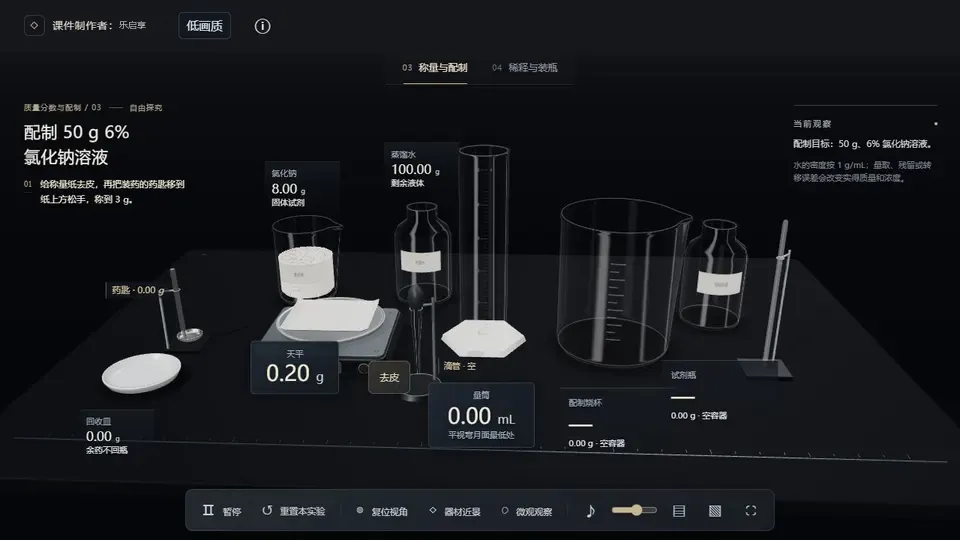 课件制作者：乐启享
低画质
03 称量与配制
04 稀释与装瓶
质量分数与配制 / 03 —— 自由探究
配制 50 g 6%
氯化钠溶液
01 给称量纸去皮，再把装药的药匙移到
纸上方松手，称到 3 g。
当前观察
配制目标：50 g、6% 氯化钠溶液。
水的密度按 1 g/mL；量取、残留或转
移误差会改变实得质量和浓度。
氯化钠
8.00 g
固体试剂
蒸馏水
100.00 g
剩余液体
药匙 · 0.00 g
天平
0.20 g
去皮
滴管 · 空
量筒
0.00 mL
平视弯月面最低处
试剂瓶
0.00 g · 空容器
配制烧杯
0.00 g · 空容器
回收皿
0.00 g
余药不回瓶
暂停
重置本实验
复位视角
器材近景
微观观察